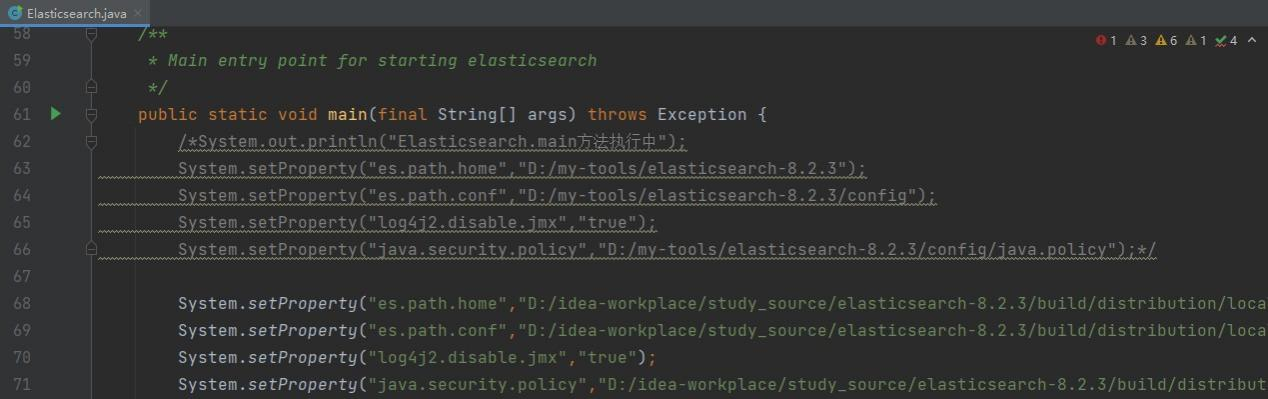 Elasticsearch.java
1 3 6 1 4
58 /**
59 * Main entry point for starting elasticsearch
60 */
61 public static void main(final String[] args) throws Exception {
62 /*System.out.println("Elasticsearch.main方法执行中");
63 System.setProperty("es.path.home","D:/my-tools/elasticsearch-8.2.3");
64 System.setProperty("es.path.conf","D:/my-tools/elasticsearch-8.2.3/config");
65 System.setProperty("log4j2.disable.jmx","true");
66 System.setProperty("java.security.policy","D:/my-tools/elasticsearch-8.2.3/config/java.policy");*/
67
68 System.setProperty("es.path.home","D:/idea-workplace/study_source/elasticsearch-8.2.3/build/distribution/loca
69 System.setProperty("es.path.conf","D:/idea-workplace/study_source/elasticsearch-8.2.3/build/distribution/loca
70 System.setProperty("log4j2.disable.jmx","true");
71 System.setProperty("java.security.policy","D:/idea-workplace/study_source/elasticsearch-8.2.3/build/distribut